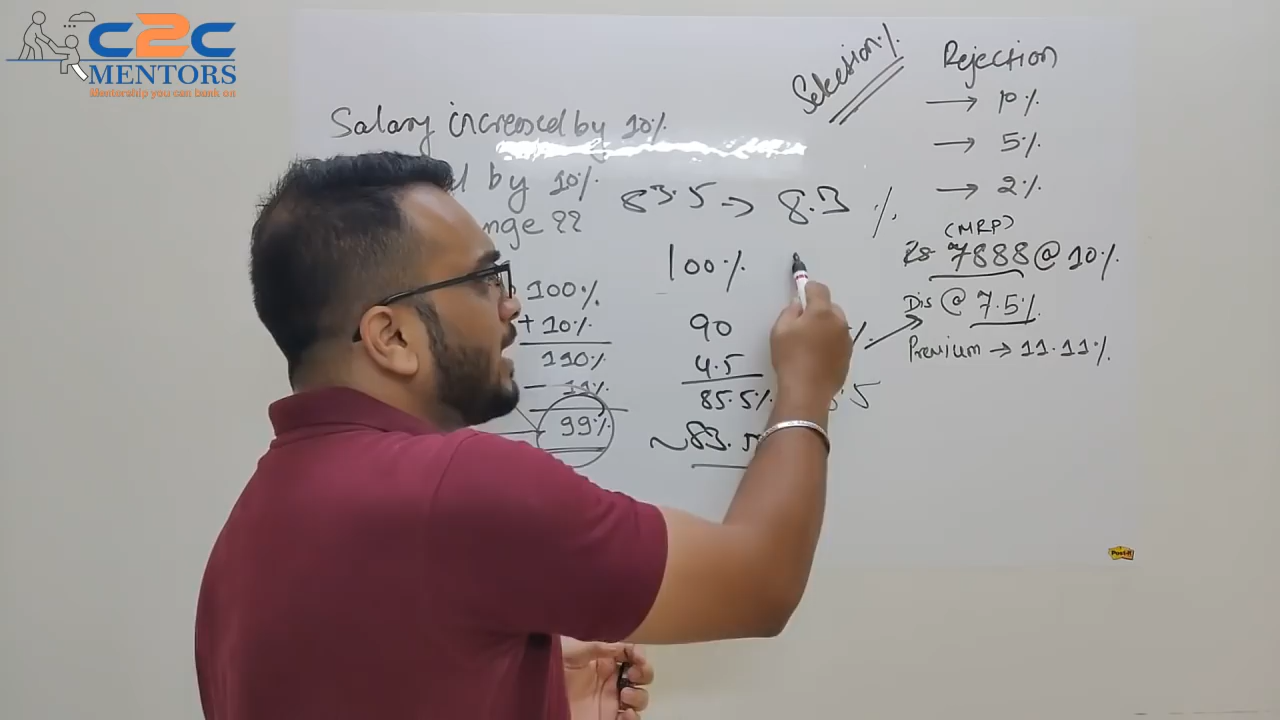 C2C
MENTORS
Mentorship you can bank on
Salary increased by 10%
by 10%
nge ??
100%
+ 10%
110%
- 11%
99%
83.5 → 8.3 %
100%
90
4.5
85.5%
~83.5
Selection%
Rejection
→ 10%
→ 5%
→ 2%
(MRP)
Rs 7888 @ 10%
Dis @ 7.5%
Premium → 11.11%
Post-it